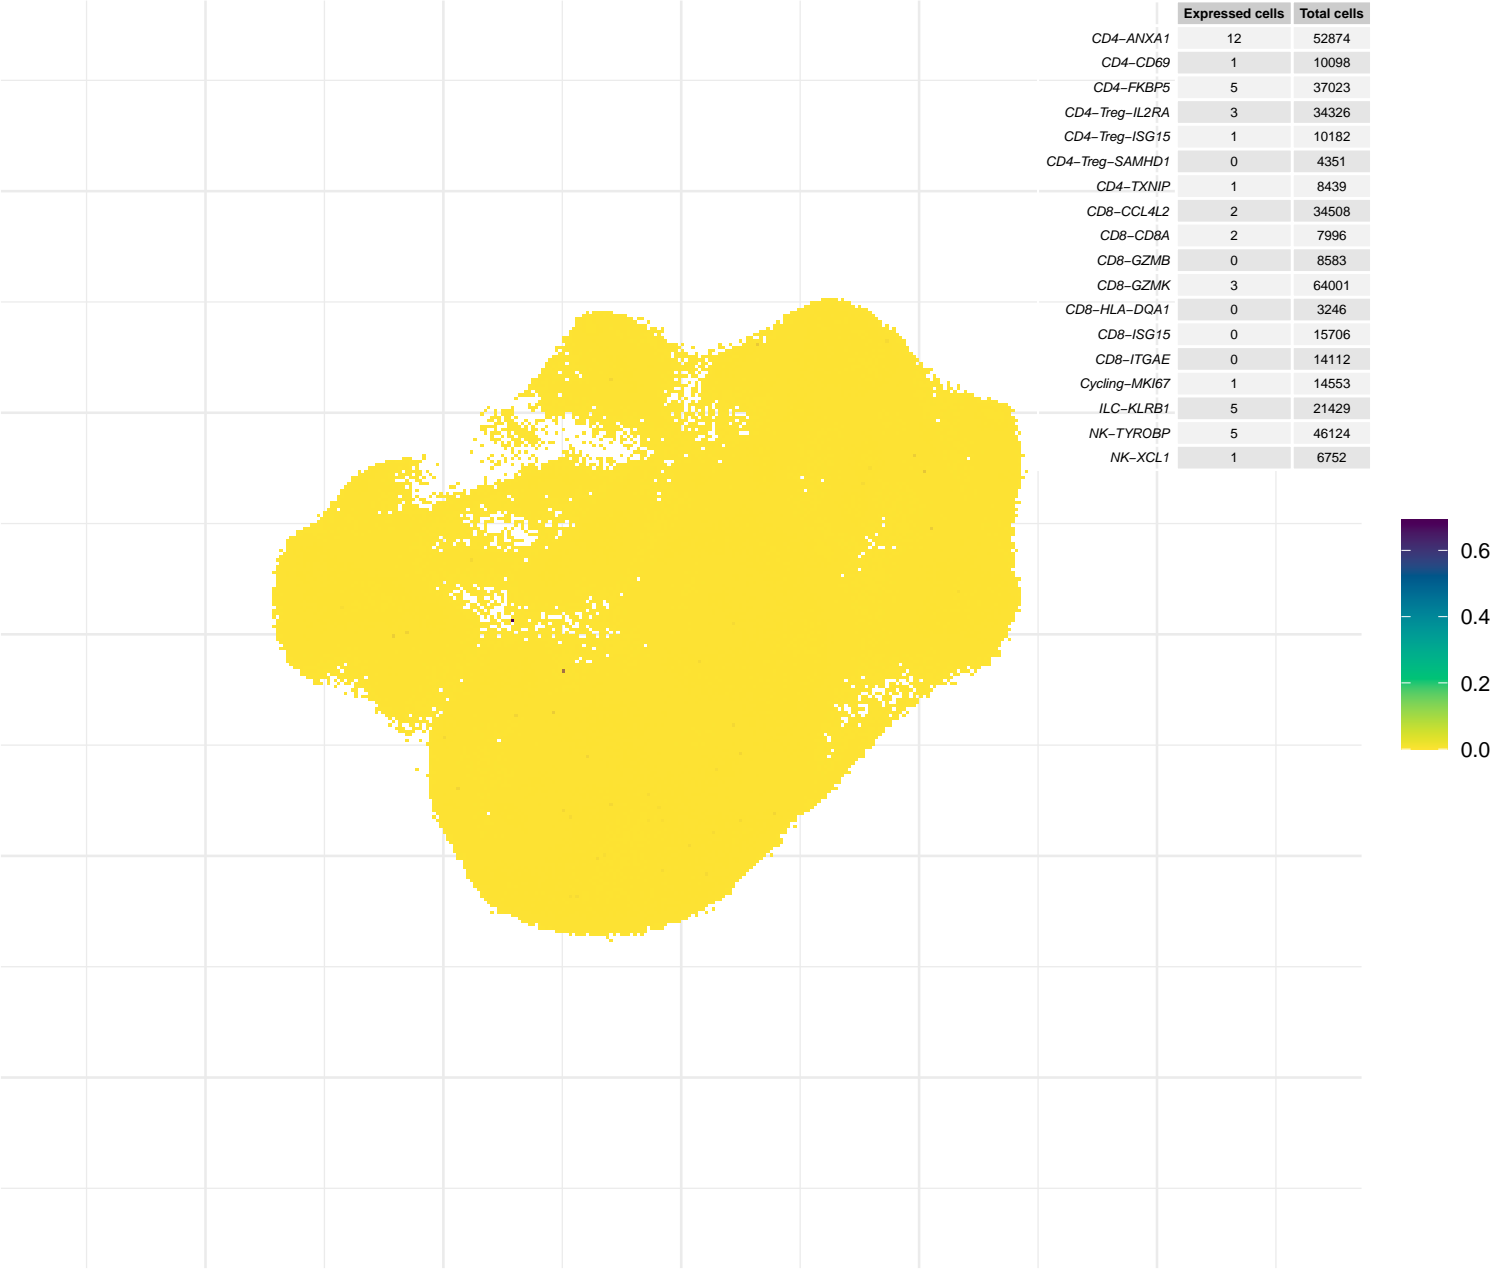 Expressed cells Total cells
CD4−ANXA1 12 52874
CD4−CD69 1 10098
CD4−FKBP5 5 37023
CD4−Treg−IL2RA 3 34326
CD4−Treg−ISG15 1 10182
CD4−Treg−SAMHD1 0 4351
CD4−TXNIP 1 8439
CD8−CCL4L2 2 34508
CD8−CD8A 2 7996
CD8−GZMB 0 8583
CD8−GZMK 3 64001
CD8−HLA−DQA1 0 3246
CD8−ISG15 0 15706
CD8−ITGAE 0 14112
Cycling−MKI67 1 14553
ILC−KLRB1 5 21429
NK−TYROBP 5 46124
NK−XCL1 1 6752
0.6
0.4
0.2
0.0